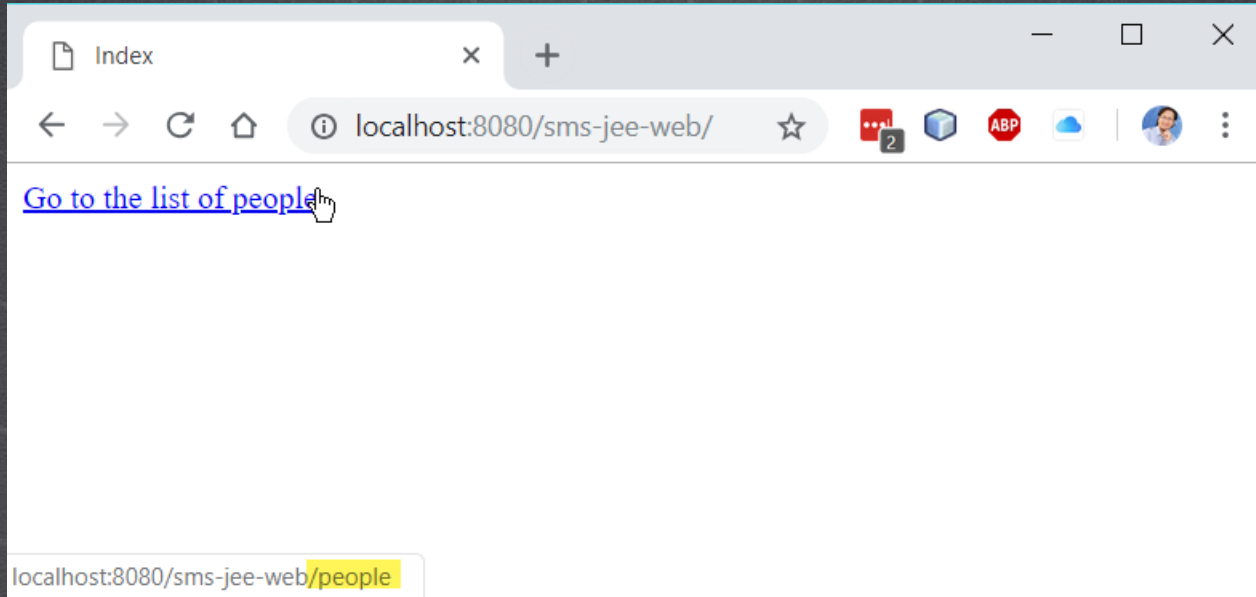 Index
localhost:8080/sms-jee-web/
2
ABP
Go to the list of people
localhost:8080/sms-jee-web/people